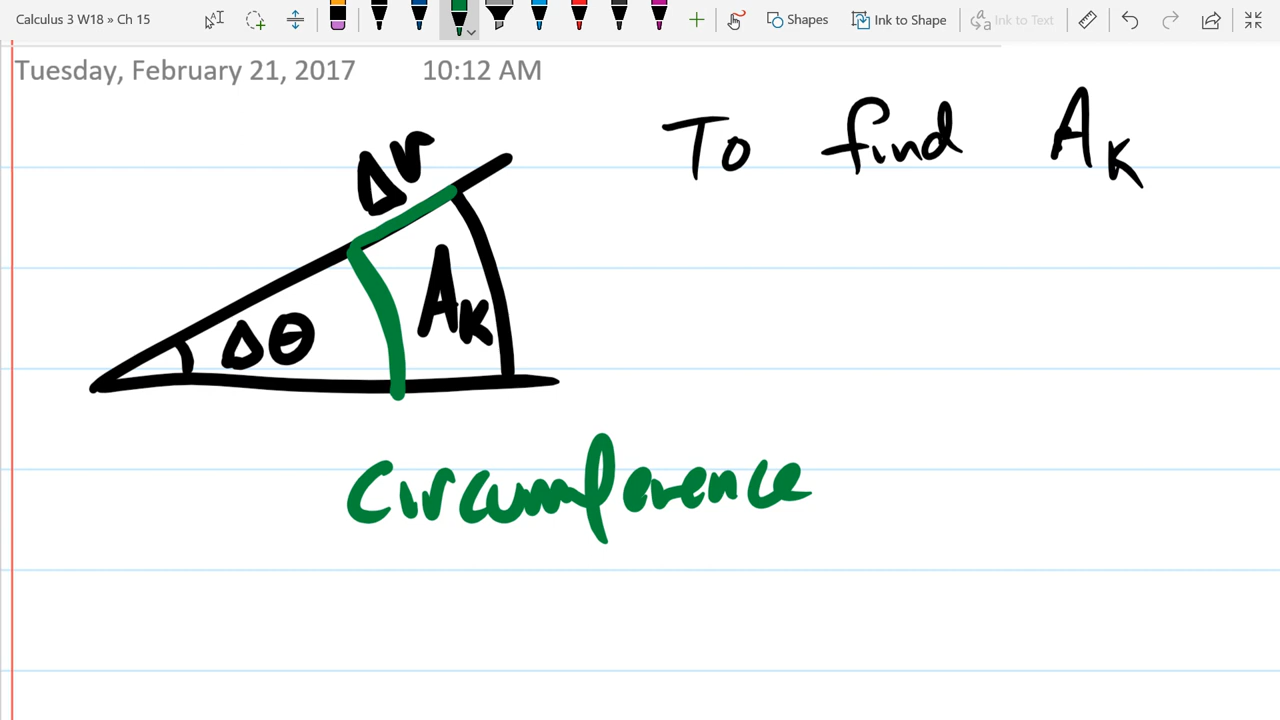 Calculus 3 W18 » Ch 15
Shapes
Ink to Shape
Ink to Text
Tuesday, February 21, 2017 10:12 AM
To find A_K
Δr
Δθ
A_K
Circumference